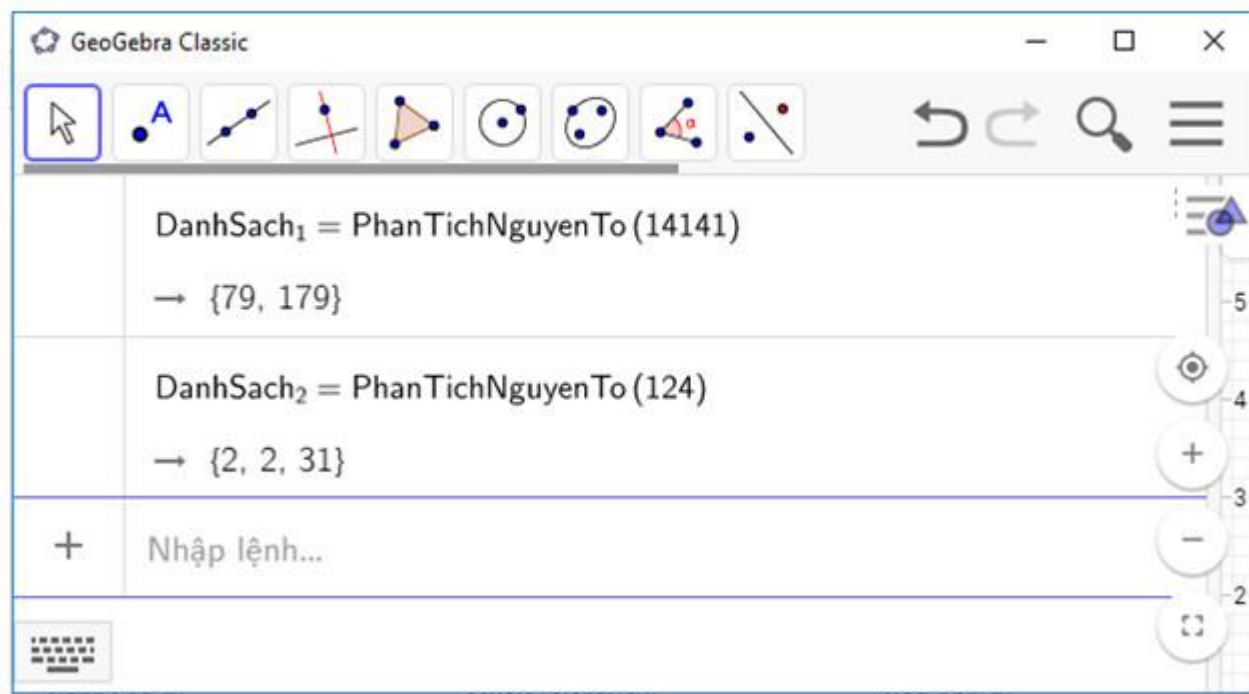 GeoGebra Classic
A
α
DanhSach₁ = PhanTichNguyenTo (14141)
→ {79, 179}
5
DanhSach₂ = PhanTichNguyenTo (124)
4
→ {2, 2, 31}
3
+ Nhập lệnh...
2